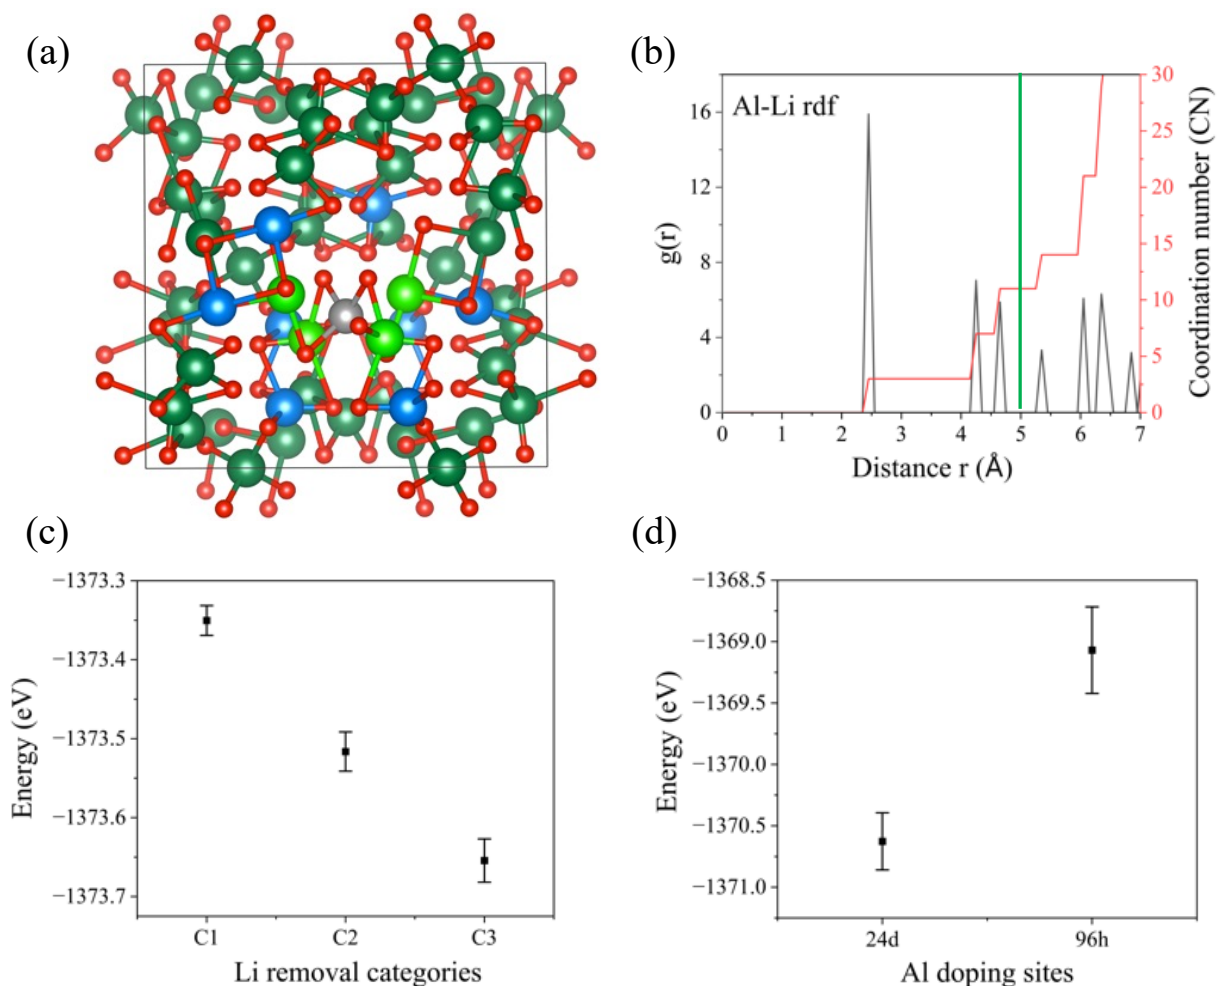 (a)
(b)
Al-Li rdf
g(r)
16
12
8
4
0
0 1 2 3 4 5 6 7
Distance r (Å)
30
25
20
15
10
5
0
Coordination number (CN)
(c)
Energy (eV)
−1373.3
−1373.4
−1373.5
−1373.6
−1373.7
C1 C2 C3
Li removal categories
(d)
Energy (eV)
−1368.5
−1369.0
−1369.5
−1370.0
−1370.5
−1371.0
24d 96h
Al doping sites